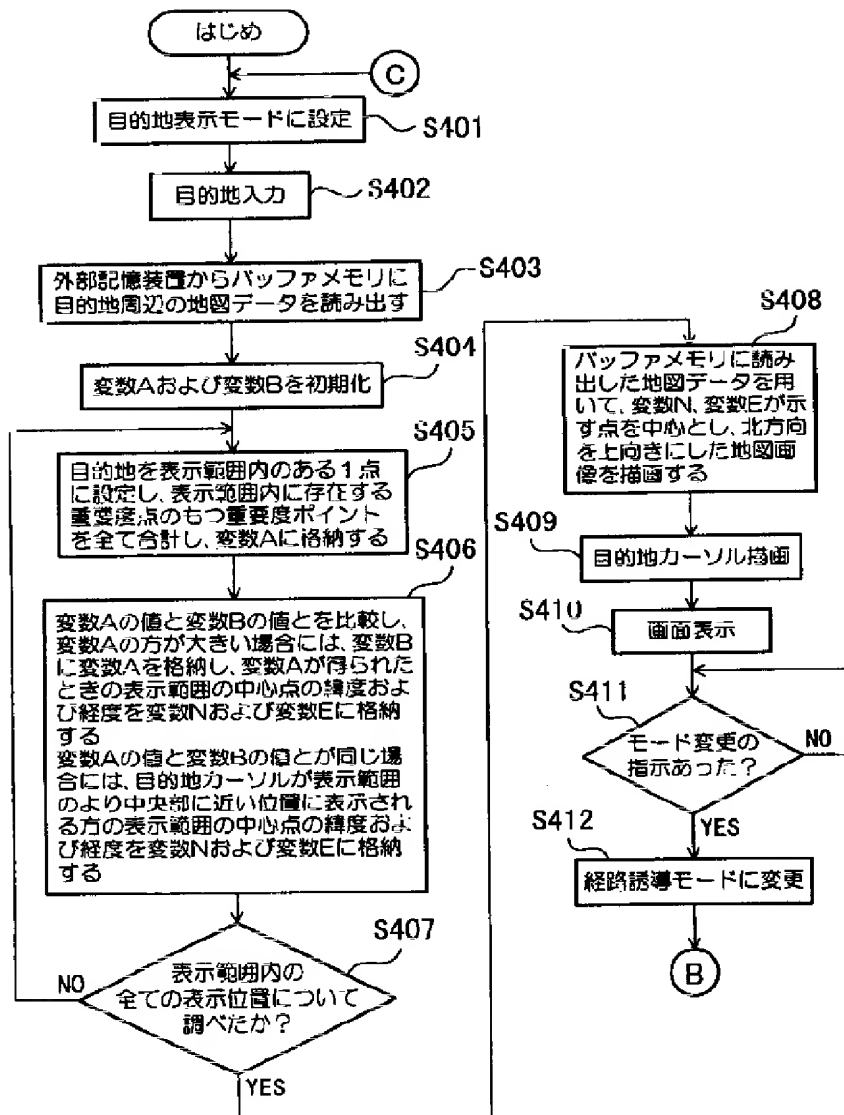 はじめ
C
目的地表示モードに設定
S401
目的地入力
S402
外部記憶装置からバッファメモリに
目的地周辺の地図データを読み出す
S403
変数Aおよび変数Bを初期化
S404
目的地を表示範囲内のある1点
に設定し、表示範囲内に存在する
重要度点のもつ重要度ポイント
を全て合計し、変数Aに格納する
S405
変数Aの値と変数Bの値とを比較し、
変数Aの方が大きい場合には、変数B
に変数Aを格納し、変数Aが得られた
ときの表示範囲の中心点の緯度およ
び経度を変数Nおよび変数Eに格納
する
変数Aの値と変数Bの値とが同じ場
合には、目的地カーソルが表示範囲
のより中央部に近い位置に表示され
る方の表示範囲の中心点の緯度およ
び経度を変数Nおよび変数Eに格納
する
S406
表示範囲内の
全ての表示位置について
調べたか?
S407
NO
YES
バッファメモリに読み
出した地図データを用
いて、変数N、変数Eが示
す点を中心とし、北方向
を上向きにした地図画
像を描画する
S408
S409
目的地カーソル描画
S410
画面表示
S411
モード変更の
指示あった?
NO
YES
S412
経路誘導モードに変更
B